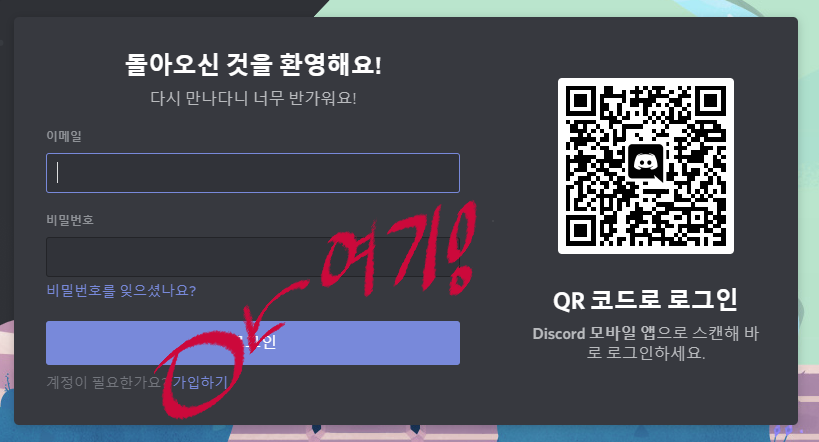 돌아오신 것을 환영해요!
다시 만나다니 너무 반가워요!
이메일
비밀번호
여기!
비밀번호를 잊으셨나요?
로그인
계정이 필요한가요? 가입하기
QR 코드로 로그인
Discord 모바일 앱으로 스캔해 바
로 로그인하세요.